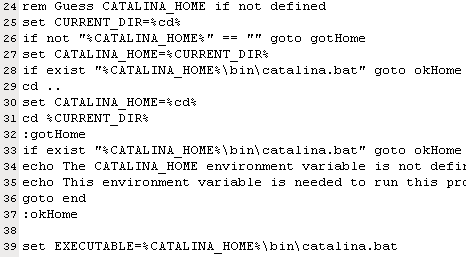 24 rem Guess CATALINA_HOME if not defined
25 set CURRENT_DIR=%cd%
26 if not "%CATALINA_HOME%" == "" goto gotHome
27 set CATALINA_HOME=%CURRENT_DIR%
28 if exist "%CATALINA_HOME%\bin\catalina.bat" goto okHome
29 cd ..
30 set CATALINA_HOME=%cd%
31 cd %CURRENT_DIR%
32 :gotHome
33 if exist "%CATALINA_HOME%\bin\catalina.bat" goto okHome
34 echo The CATALINA_HOME environment variable is not defin
35 echo This environment variable is needed to run this pro
36 goto end
37 :okHome
38
39 set EXECUTABLE=%CATALINA_HOME%\bin\catalina.bat